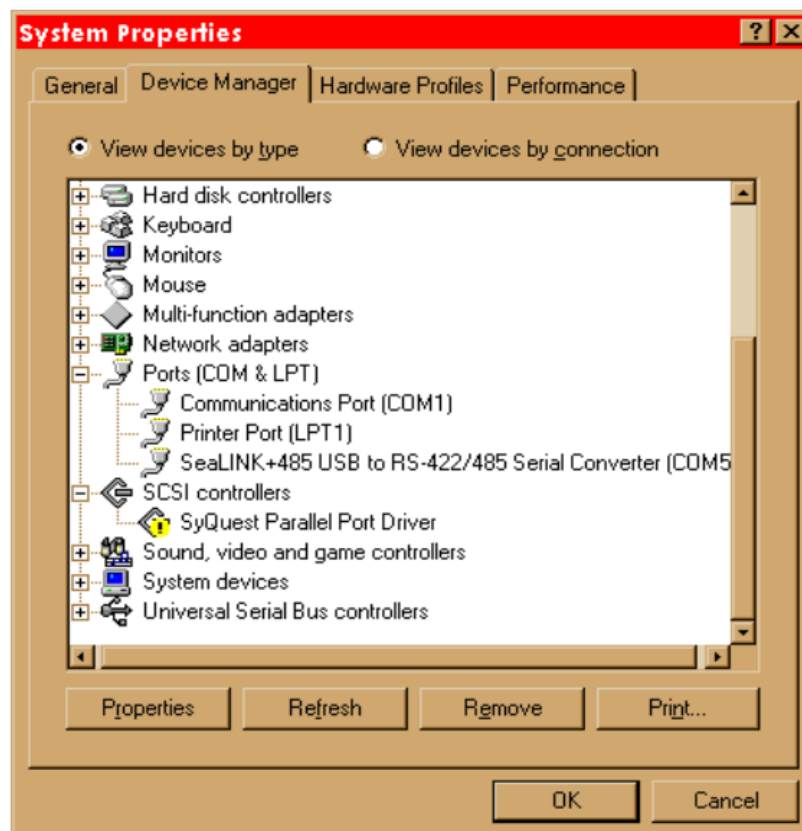 System Properties
General Device Manager Hardware Profiles Performance
View devices by type View devices by connection
Hard disk controllers
Keyboard
Monitors
Mouse
Multi-function adapters
Network adapters
Ports (COM & LPT)
Communications Port (COM1)
Printer Port (LPT1)
SeaLINK+485 USB to RS-422/485 Serial Converter (COM5
SCSI controllers
SyQuest Parallel Port Driver
Sound, video and game controllers
System devices
Universal Serial Bus controllers
Properties Refresh Remove Print...
OK Cancel